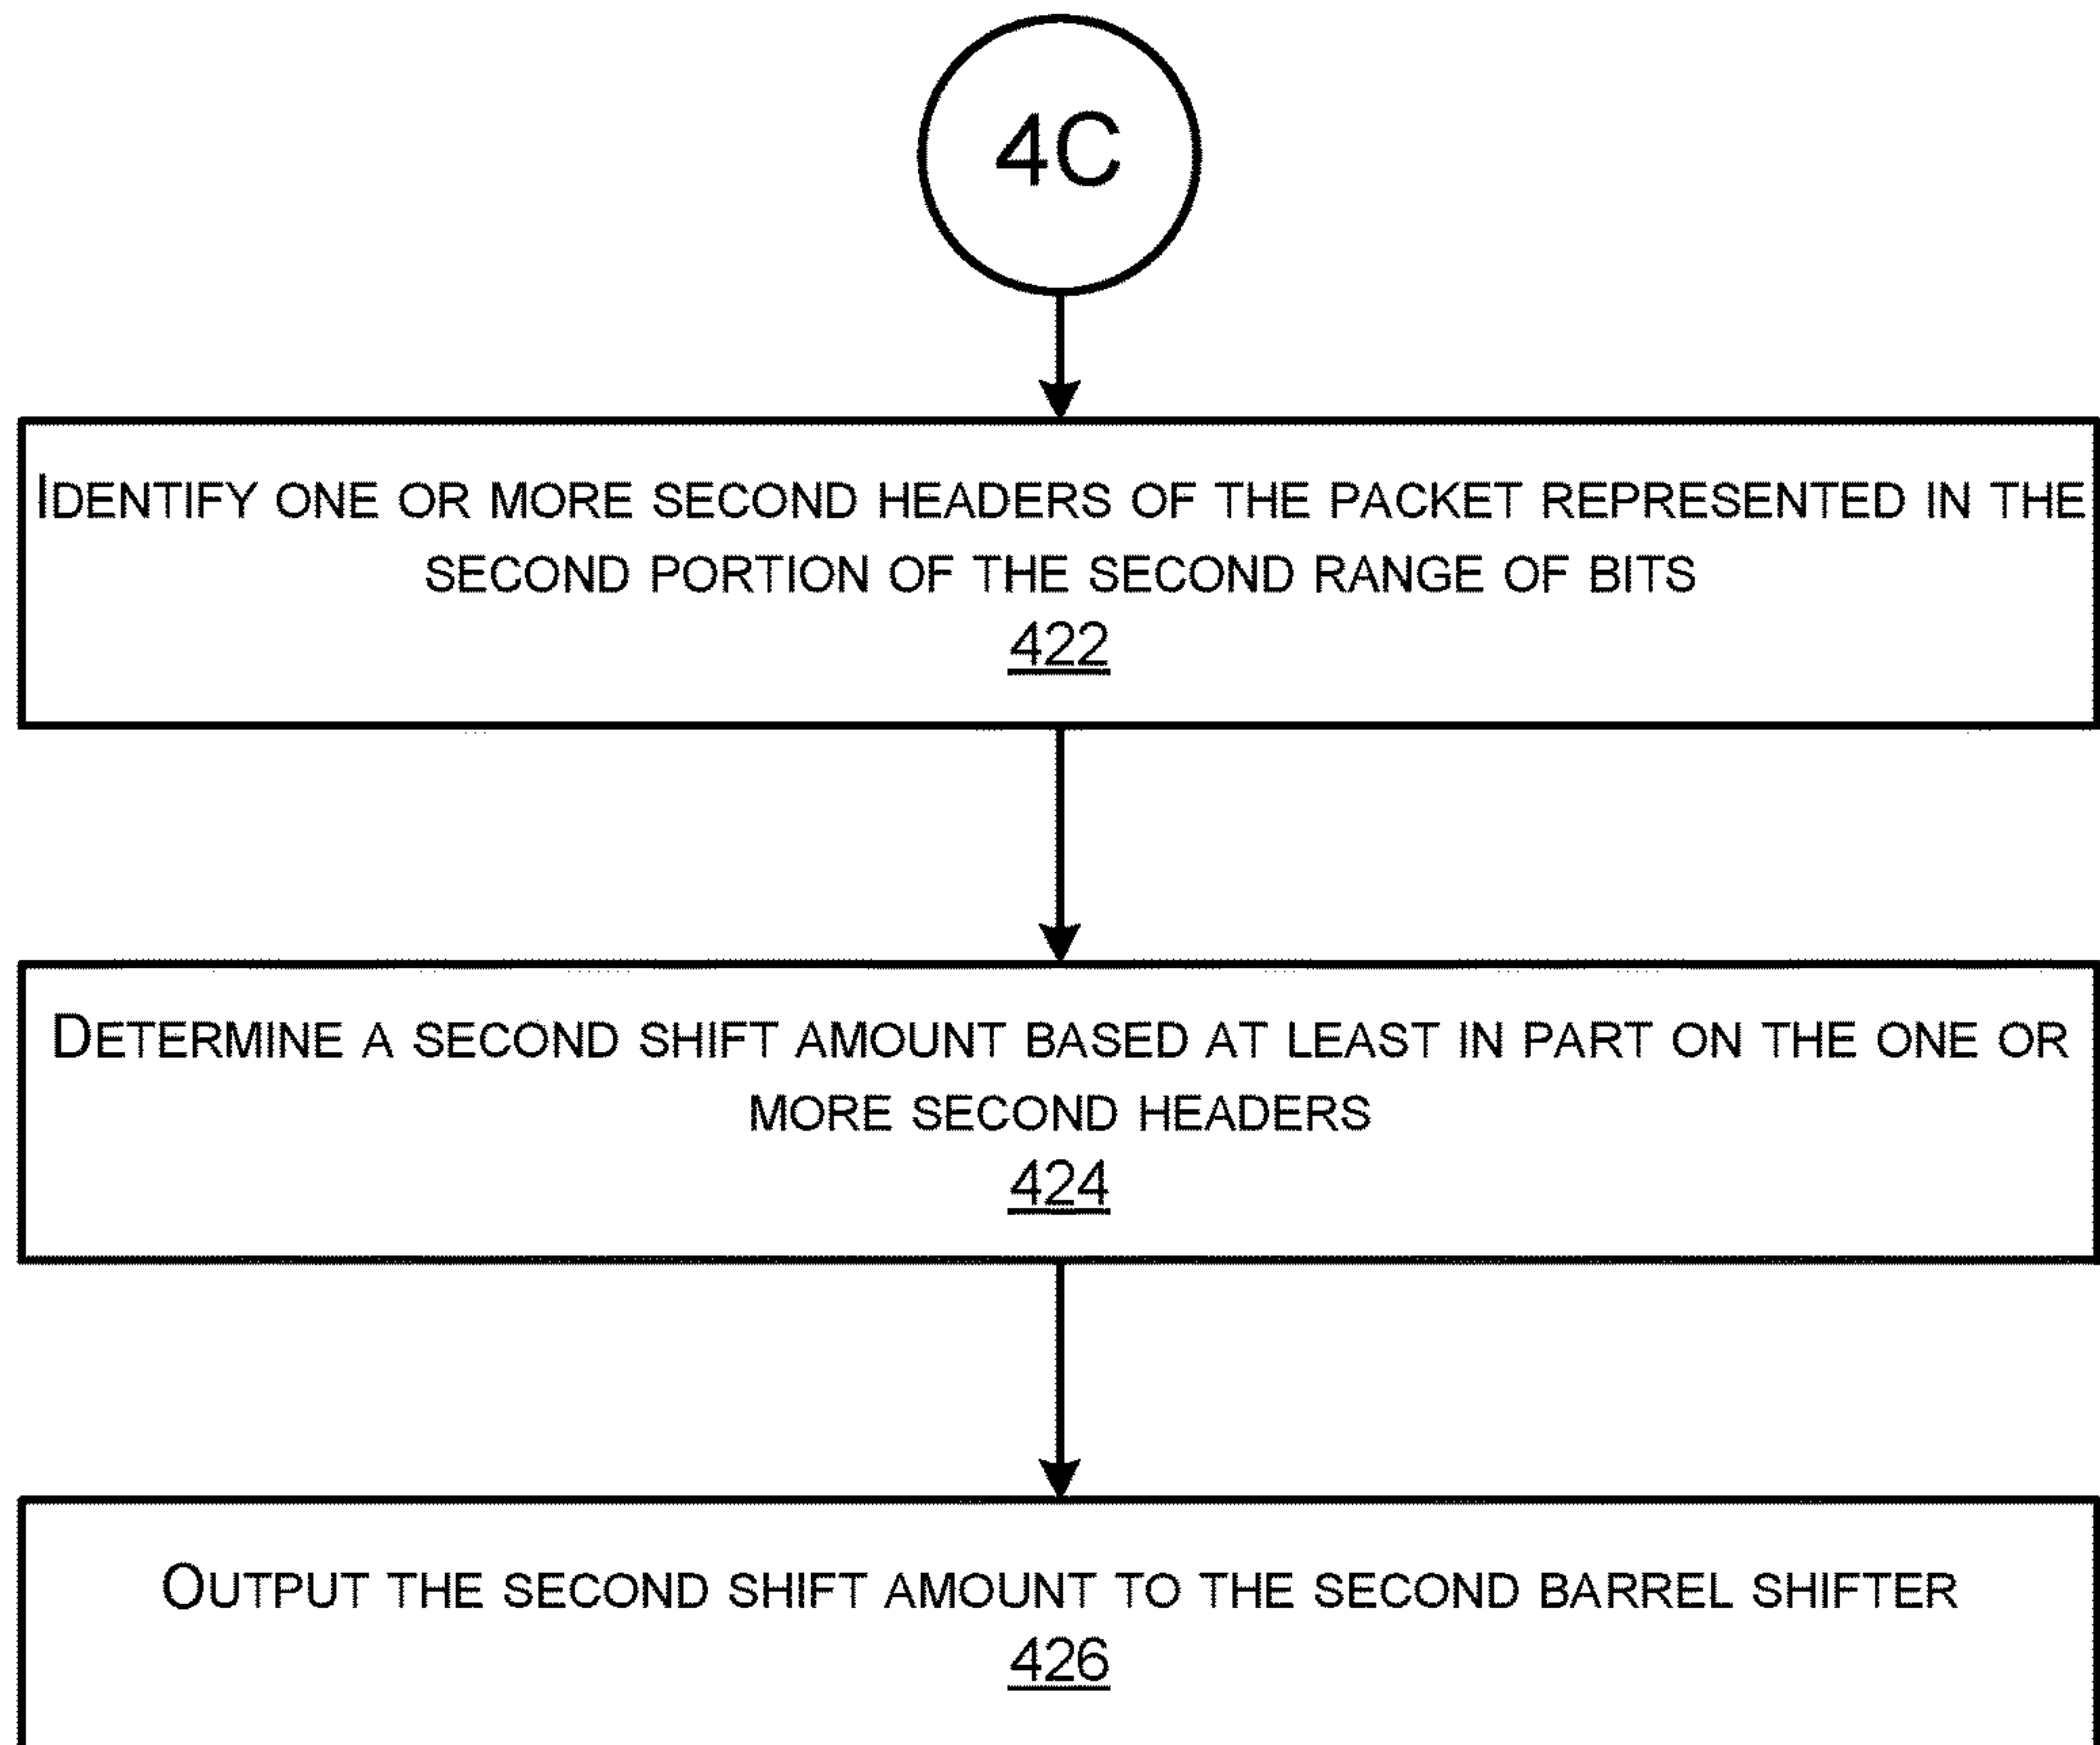 4C
IDENTIFY ONE OR MORE SECOND HEADERS OF THE PACKET REPRESENTED IN THE
SECOND PORTION OF THE SECOND RANGE OF BITS
422
DETERMINE A SECOND SHIFT AMOUNT BASED AT LEAST IN PART ON THE ONE OR
MORE SECOND HEADERS
424
OUTPUT THE SECOND SHIFT AMOUNT TO THE SECOND BARREL SHIFTER
426